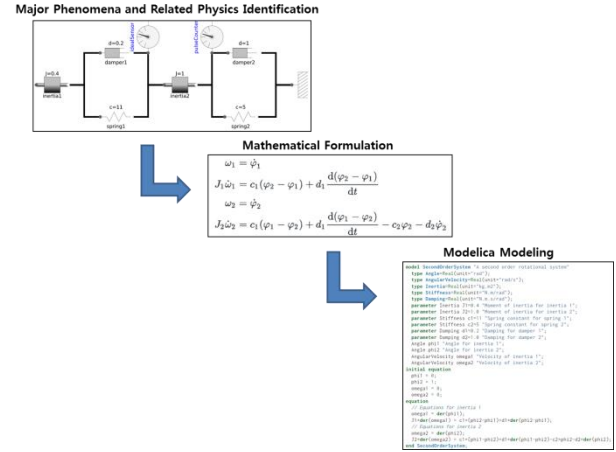 Major Phenomena and Related Physics Identification
d=0.2
damper1
idealSensor
pulseCounter
d=1
damper2
J=0.4
inertia1
J=1
inertia2
c=11
spring1
c=5
spring2
Mathematical Formulation
ω₁ = φ̇₁
J₁ω̇₁ = c₁(φ₂ − φ₁) + d₁ d(φ₂ − φ₁)/dt
ω₂ = φ̇₂
J₂ω̇₂ = c₁(φ₁ − φ₂) + d₁ d(φ₁ − φ₂)/dt − c₂φ₂ − d₂φ̇₂
Modelica Modeling
model SecondOrderSystem "A second order rotational system"
type Angle=Real(unit="rad");
type AngularVelocity=Real(unit="rad/s");
type Inertia=Real(unit="kg.m2");
type Stiffness=Real(unit="N.m/rad");
type Damping=Real(unit="N.m.s/rad");
parameter Inertia J1=0.4 "Moment of inertia for inertia 1";
parameter Inertia J2=1.0 "Moment of inertia for inertia 2";
parameter Stiffness c1=11 "Spring constant for spring 1";
parameter Stiffness c2=5 "Spring constant for spring 2";
parameter Damping d1=0.2 "Damping for damper 1";
parameter Damping d2=1.0 "Damping for damper 2";
Angle phi1 "Angle for inertia 1";
Angle phi2 "Angle for inertia 2";
AngularVelocity omega1 "Velocity of inertia 1";
AngularVelocity omega2 "Velocity of inertia 2";
initial equation
phi1 = 0;
phi2 = 1;
omega1 = 0;
omega2 = 0;
equation
// Equations for inertia 1
omega1 = der(phi1);
J1*der(omega1) = c1*(phi2-phi1)+d1*der(phi2-phi1);
// Equations for inertia 2
omega2 = der(phi2);
J2*der(omega2) = c1*(phi1-phi2)+d1*der(phi1-phi2)-c2*phi2-d2*der(phi2);
end SecondOrderSystem;